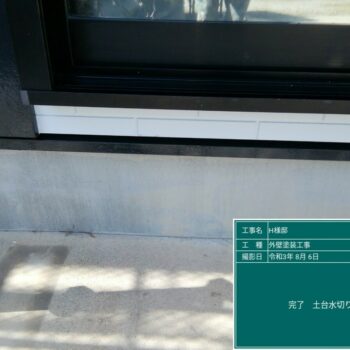 工事名 H様邸
工　種 外壁塗装工事
撮影日 令和3年 8月 6日
完了　土台水切り